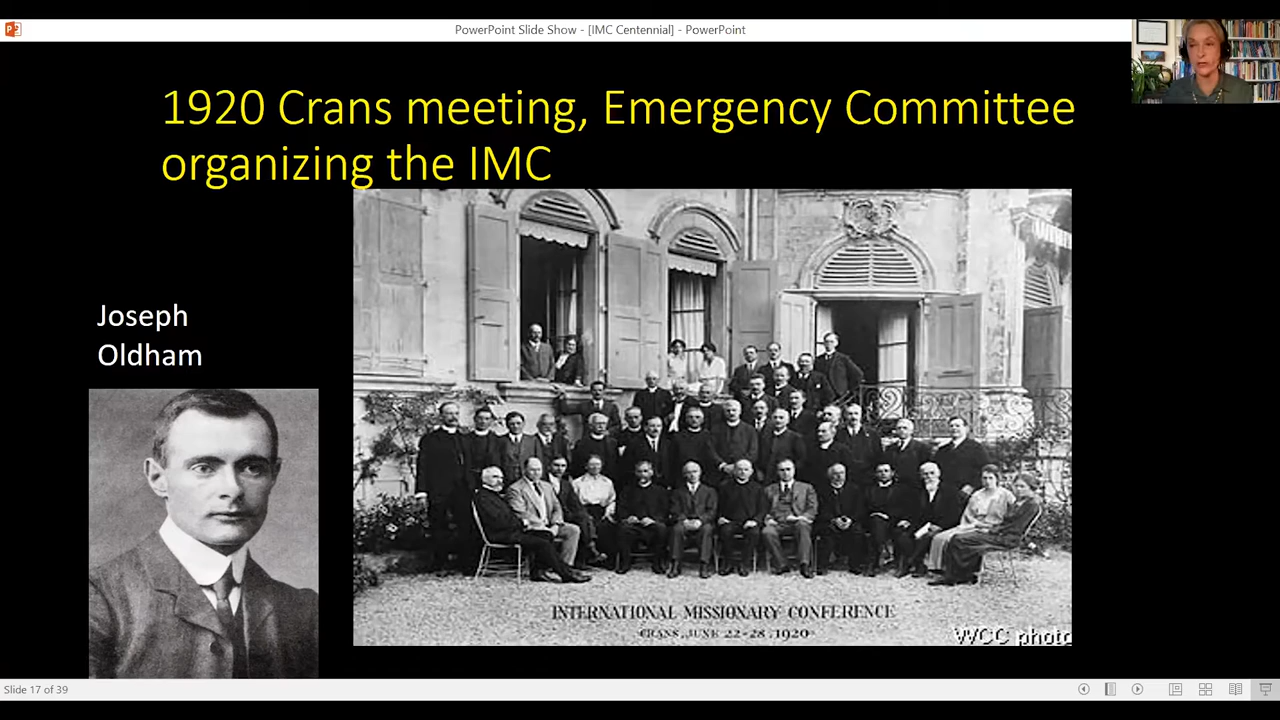 PowerPoint Slide Show - [IMC Centennial] - PowerPoint
1920 Crans meeting, Emergency Committee
organizing the IMC
Joseph
Oldham
INTERNATIONAL MISSIONARY CONFERENCE
CRANS, JUNE 22-28, 1920
WCC photo
Slide 17 of 39